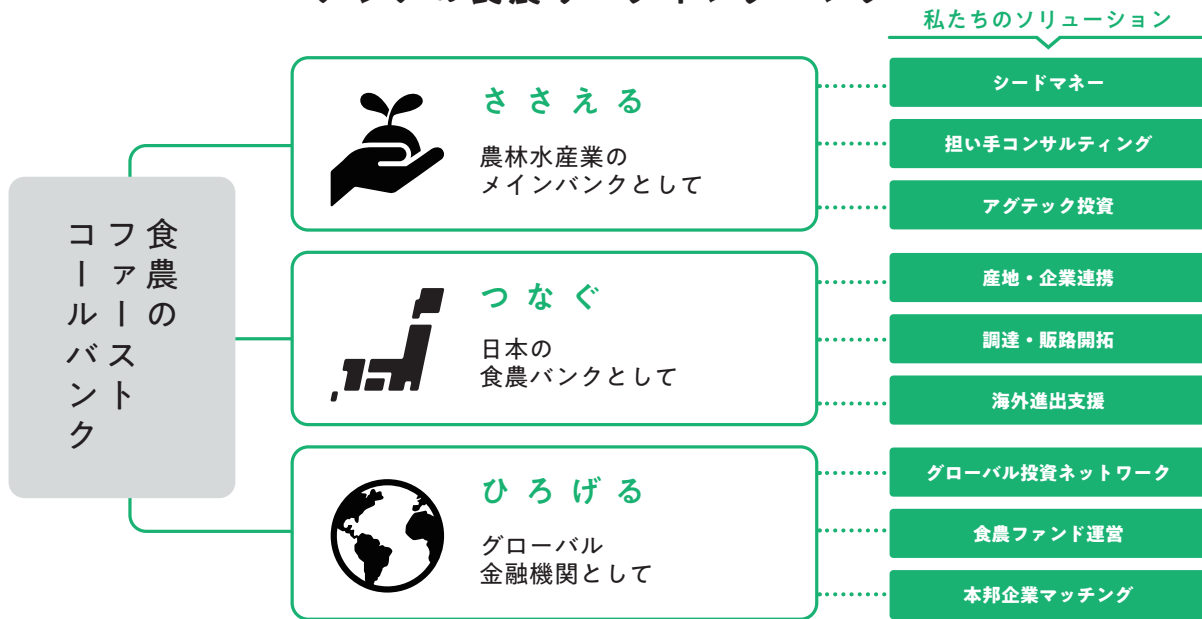 私たちのソリューション
食農の
ファースト
コールバンク
ささえる
農林水産業の
メインバンクとして
シードマネー
担い手コンサルティング
アグテック投資
つなぐ
日本の
食農バンクとして
産地・企業連携
調達・販路開拓
海外進出支援
ひろげる
グローバル
金融機関として
グローバル投資ネットワーク
食農ファンド運営
本邦企業マッチング